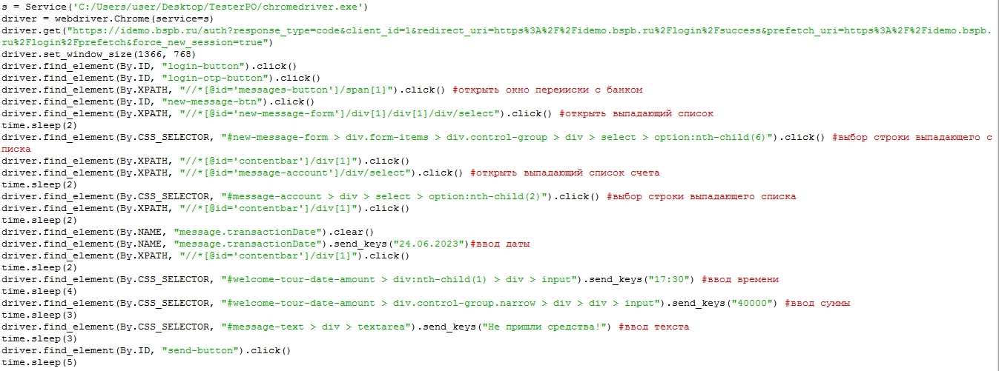 s = Service('C:/Users/user/Desktop/TesterPO/chromedriver.exe')
driver = webdriver.Chrome(service=s)
driver.get("https://idemo.bspb.ru/auth?response_type=code&client_id=1&redirect_uri=https%3A%2F%2Fidemo.bspb.ru%2Flogin%2Fsuccess&prefetch_uri=https%3A%2F%2Fidemo.bspb.
ru%2Flogin%2Fprefetch&force_new_session=true")
driver.set_window_size(1366, 768)
driver.find_element(By.ID, "login-button").click()
driver.find_element(By.ID, "login-otp-button").click()
driver.find_element(By.XPATH, "//*[@id='messages-button']/span[1]").click() #открыть окно переииски с банком
driver.find_element(By.ID, "new-message-btn").click()
driver.find_element(By.XPATH, "//*[@id='new-message-form']/div[1]/div[1]/div/select").click() #открыть выпадающий список
time.sleep(2)
driver.find_element(By.CSS_SELECTOR, "#new-message-form > div.form-items > div.control-group > div > select > option:nth-child(6)").click() #выбор строки выпадающего с
писка
driver.find_element(By.XPATH, "//*[@id='contentbar']/div[1]").click()
driver.find_element(By.XPATH, "//*[@id='message-account']/div/select").click() #открыть выпадающий список счета
time.sleep(2)
driver.find_element(By.CSS_SELECTOR, "#message-account > div > select > option:nth-child(2)").click() #выбор строки выпадающего списка
driver.find_element(By.XPATH, "//*[@id='contentbar']/div[1]").click()
time.sleep(2)
driver.find_element(By.NAME, "message.transactionDate").clear()
driver.find_element(By.NAME, "message.transactionDate").send_keys("24.06.2023")#ввод даты
driver.find_element(By.XPATH, "//*[@id='contentbar']/div[1]").click()
time.sleep(2)
driver.find_element(By.CSS_SELECTOR, "#welcome-tour-date-amount > div:nth-child(1) > div > input").send_keys("17:30") #ввод времени
time.sleep(4)
driver.find_element(By.CSS_SELECTOR, "#welcome-tour-date-amount > div.control-group.narrow > div > div > input").send_keys("40000") #ввод суммы
time.sleep(3)
driver.find_element(By.CSS_SELECTOR, "#message-text > div > textarea").send_keys("Не пришли средства!") #ввод текста
time.sleep(3)
driver.find_element(By.ID, "send-button").click()
time.sleep(5)